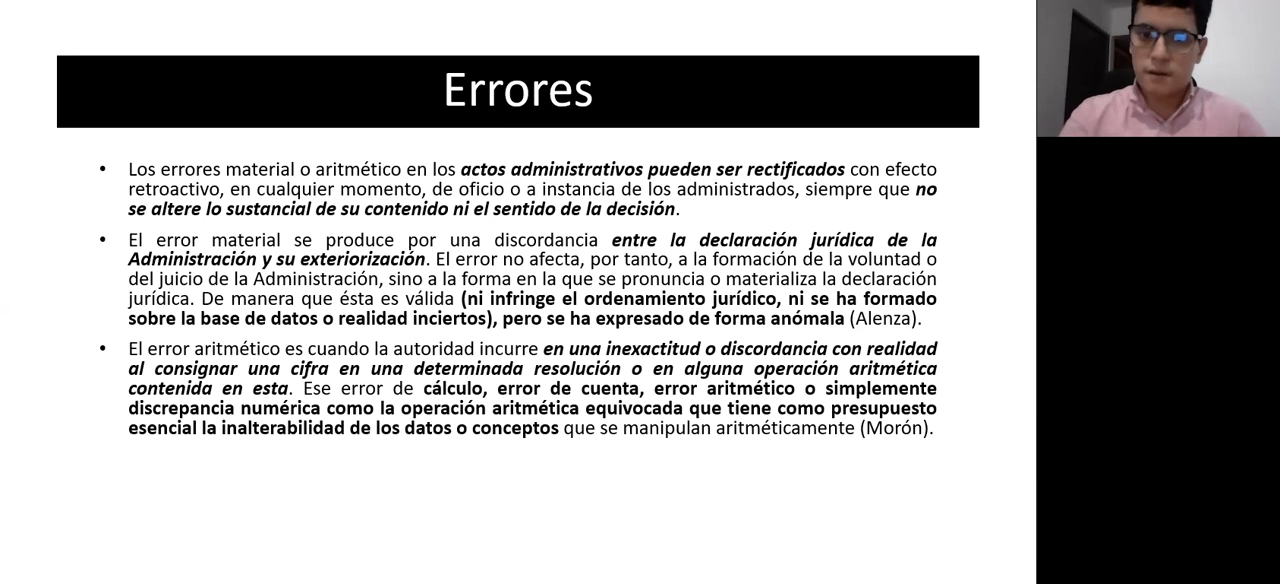 Errores
• Los errores material o aritmético en los actos administrativos pueden ser rectificados con efecto
retroactivo, en cualquier momento, de oficio o a instancia de los administrados, siempre que no
se altere lo sustancial de su contenido ni el sentido de la decisión.
• El error material se produce por una discordancia entre la declaración jurídica de la
Administración y su exteriorización. El error no afecta, por tanto, a la formación de la voluntad o
del juicio de la Administración, sino a la forma en la que se pronuncia o materializa la declaración
jurídica. De manera que ésta es válida (ni infringe el ordenamiento jurídico, ni se ha formado
sobre la base de datos o realidad inciertos), pero se ha expresado de forma anómala (Alenza).
• El error aritmético es cuando la autoridad incurre en una inexactitud o discordancia con realidad
al consignar una cifra en una determinada resolución o en alguna operación aritmética
contenida en esta. Ese error de cálculo, error de cuenta, error aritmético o simplemente
discrepancia numérica como la operación aritmética equivocada que tiene como presupuesto
esencial la inalterabilidad de los datos o conceptos que se manipulan aritméticamente (Morón).